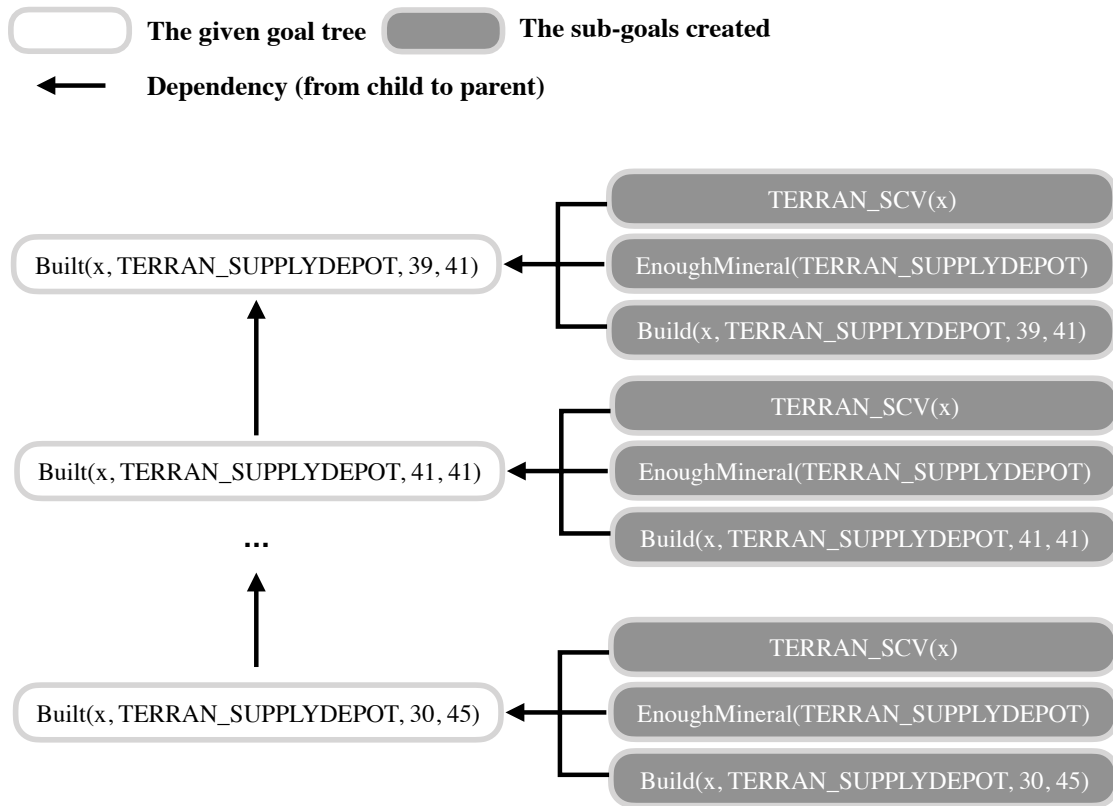 The given goal tree
The sub-goals created
Dependency (from child to parent)
TERRAN_SCV(x)
Built(x, TERRAN_SUPPLYDEPOT, 39, 41)
EnoughMineral(TERRAN_SUPPLYDEPOT)
Build(x, TERRAN_SUPPLYDEPOT, 39, 41)
TERRAN_SCV(x)
Built(x, TERRAN_SUPPLYDEPOT, 41, 41)
EnoughMineral(TERRAN_SUPPLYDEPOT)
Build(x, TERRAN_SUPPLYDEPOT, 41, 41)
...
TERRAN_SCV(x)
Built(x, TERRAN_SUPPLYDEPOT, 30, 45)
EnoughMineral(TERRAN_SUPPLYDEPOT)
Build(x, TERRAN_SUPPLYDEPOT, 30, 45)